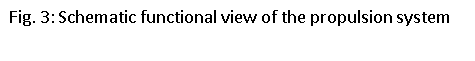 Fig. 3: Schematic functional view of the propulsion system